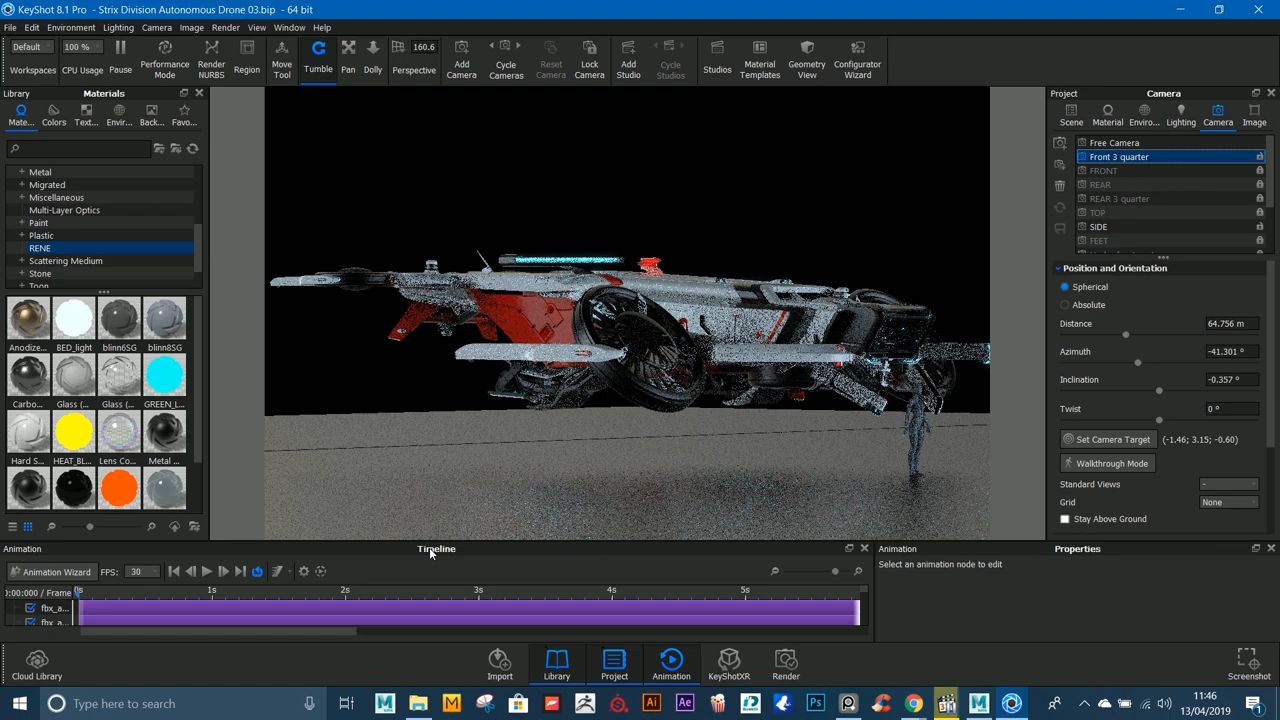 KeyShot 8.1 Pro - Strix Division Autonomous Drone 03.bip - 64 bit
File Edit Environment Lighting Camera Image Render View Window Help
Default 100 % 160.6
Workspaces CPU Usage Pause Performance Mode Render NURBS Region Move Tool Tumble Pan Dolly Perspective Add Camera Cycle Cameras Reset Camera Lock Camera Add Studio Cycle Studios Studios Material Templates Geometry View Configurator Wizard
Library Materials
Mate... Colors Text... Envir... Back... Favo...
Metal
Migrated
Miscellaneous
Multi-Layer Optics
Paint
Plastic
RENE
Scattering Medium
Stone
Toon
Anodize... BED_light blinn6SG blinn8SG
Carbo... Glass (... Glass (... GREEN_L...
Hard S... HEAT_BL... Lens Co... Metal ...
Project Camera
Scene Material Enviro... Lighting Camera Image
Free Camera
Front 3 quarter
FRONT
REAR
REAR 3 quarter
TOP
SIDE
FEET
Position and Orientation
Spherical
Absolute
Distance 64.756 m
Azimuth -41.301 °
Inclination -0.357 °
Twist 0 °
Set Camera Target (-1.46; 3.15; -0.60)
Walkthrough Mode
Standard Views -
Grid None
Stay Above Ground
Animation Timeline
Animation Wizard FPS: 30
0:00:000 / Frame 0s 1s 2s 3s 4s 5s
fbx_a...
fbx_a...
Animation Properties
Select an animation node to edit
Cloud Library Import Library Project Animation KeyShotXR Render Screenshot
Type here to search
11:46
13/04/2019